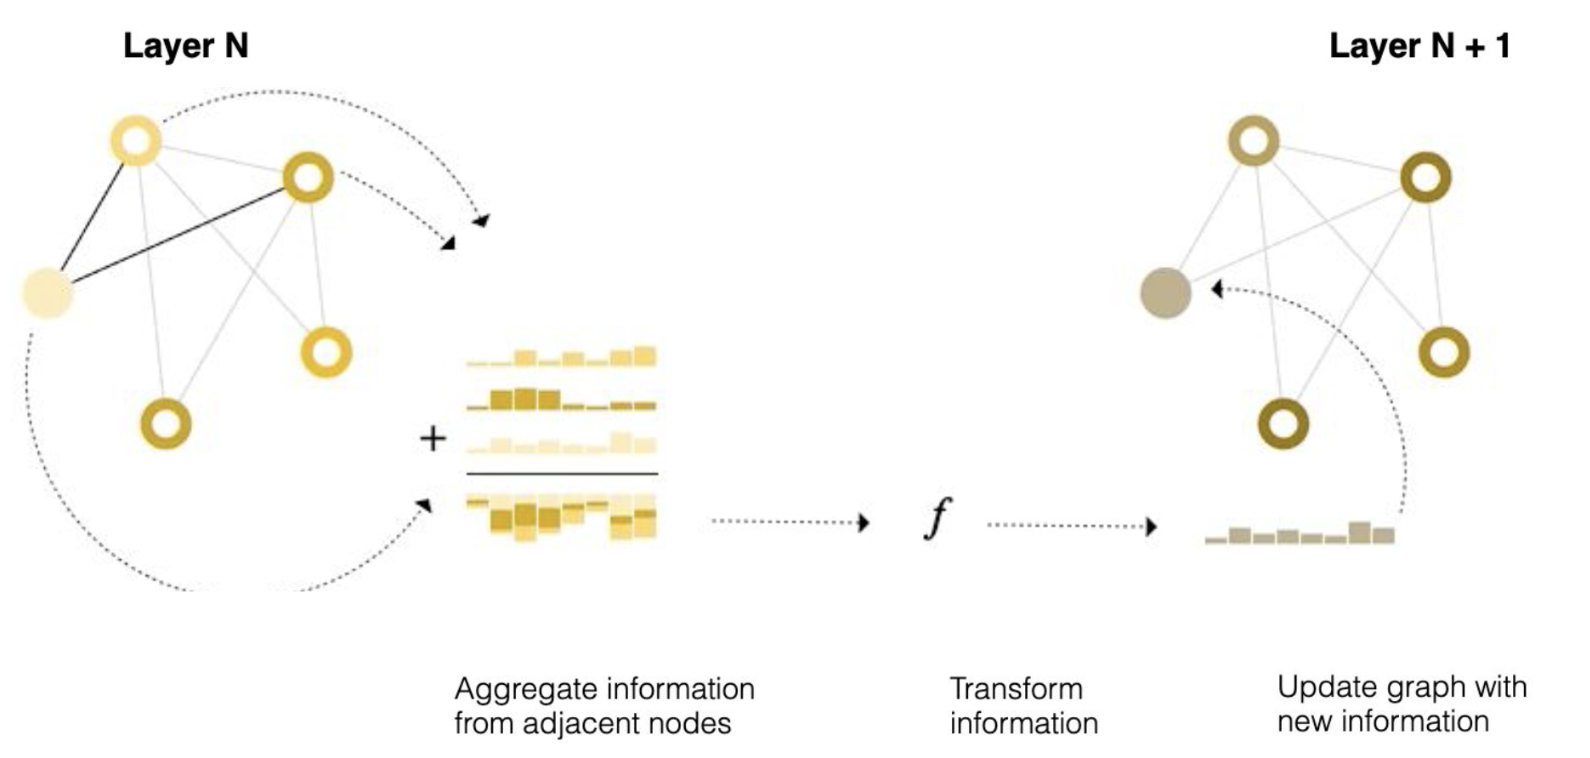 Layer N
Layer N + 1
+
f
Aggregate information
from adjacent nodes
Transform
information
Update graph with
new information